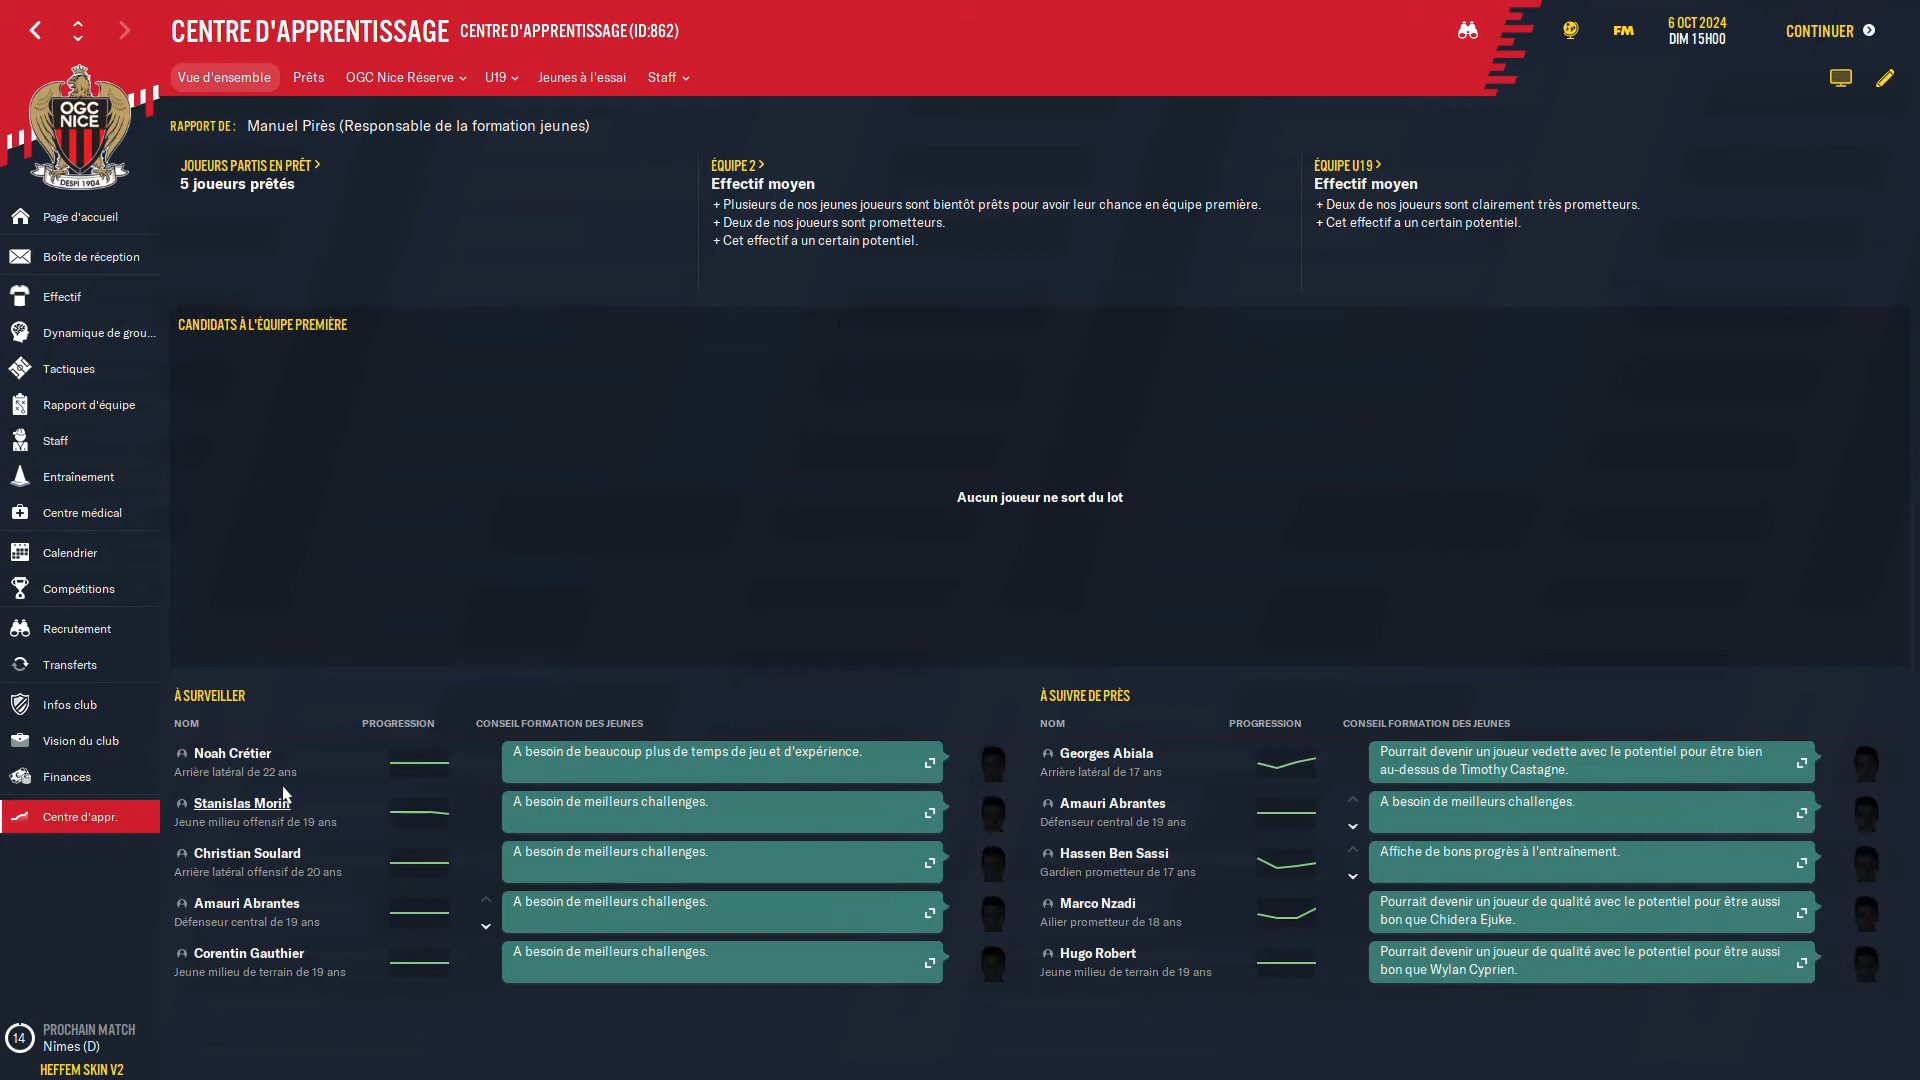 CENTRE D'APPRENTISSAGE CENTRE D'APPRENTISSAGE (ID:862)
6 OCT 2024
DIM 15H00
CONTINUER
FM
Vue d'ensemble Prêts OGC Nice Réserve U19 Jeunes à l'essai Staff
OGC
NICE
DEPUIS 1904
RAPPORT DE : Manuel Pirès (Responsable de la formation jeunes)
JOUEURS PARTIS EN PRÊT >
5 joueurs prêtés
ÉQUIPE 2 >
Effectif moyen
+ Plusieurs de nos jeunes joueurs sont bientôt prêts pour avoir leur chance en équipe première.
+ Deux de nos joueurs sont prometteurs.
+ Cet effectif a un certain potentiel.
ÉQUIPE U19 >
Effectif moyen
+ Deux de nos joueurs sont clairement très prometteurs.
+ Cet effectif a un certain potentiel.
Page d'accueil
Boîte de réception
Effectif
Dynamique de grou...
Tactiques
Rapport d'équipe
Staff
Entraînement
Centre médical
Calendrier
Compétitions
Recrutement
Transferts
Infos club
Vision du club
Finances
Centre d'appr.
14
PROCHAIN MATCH
Nîmes (D)
HEFFEM SKIN V2
CANDIDATS À L'ÉQUIPE PREMIÈRE
Aucun joueur ne sort du lot
À SURVEILLER
NOM PROGRESSION CONSEIL FORMATION DES JEUNES
Noah Crétier
Arrière latéral de 22 ans
A besoin de beaucoup plus de temps de jeu et d'expérience.
Stanislas Morin
Jeune milieu offensif de 19 ans
A besoin de meilleurs challenges.
Christian Soulard
Arrière latéral offensif de 20 ans
A besoin de meilleurs challenges.
Amauri Abrantes
Défenseur central de 19 ans
A besoin de meilleurs challenges.
Corentin Gauthier
Jeune milieu de terrain de 19 ans
A besoin de meilleurs challenges.
À SUIVRE DE PRÈS
NOM PROGRESSION CONSEIL FORMATION DES JEUNES
Georges Abiala
Arrière latéral de 17 ans
Pourrait devenir un joueur vedette avec le potentiel pour être bien
au-dessus de Timothy Castagne.
Amauri Abrantes
Défenseur central de 19 ans
A besoin de meilleurs challenges.
Hassen Ben Sassi
Gardien prometteur de 17 ans
Affiche de bons progrès à l'entraînement.
Marco Nzadi
Ailier prometteur de 18 ans
Pourrait devenir un joueur de qualité avec le potentiel pour être aussi
bon que Chidera Ejuke.
Hugo Robert
Jeune milieu de terrain de 19 ans
Pourrait devenir un joueur de qualité avec le potentiel pour être aussi
bon que Wylan Cyprien.